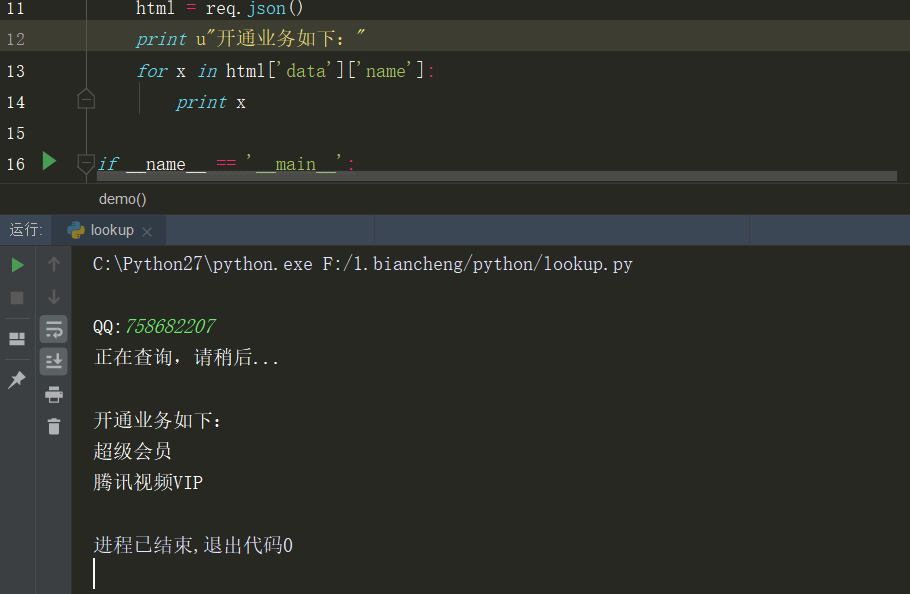 11 html = req.json()
12 print u"开通业务如下："
13 for x in html['data']['name']:
14 print x
15
16 if __name__ == '__main__':
demo()
运行: lookup
C:\Python27\python.exe F:/1.biancheng/python/lookup.py
QQ:758682207
正在查询，请稍后...
开通业务如下：
超级会员
腾讯视频VIP
进程已结束,退出代码0